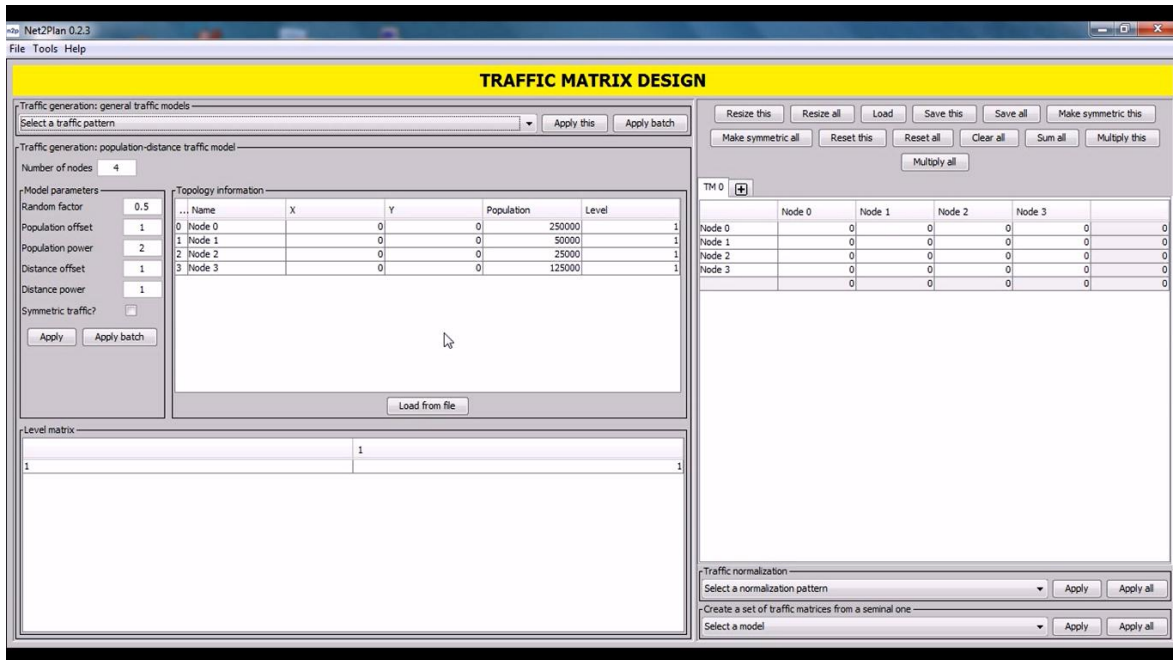 n2p Net2Plan 0.2.3
File Tools Help
TRAFFIC MATRIX DESIGN
Traffic generation: general traffic models
Select a traffic pattern Apply this Apply batch
Traffic generation: population-distance traffic model
Number of nodes 4
Model parameters
Random factor 0.5
Population offset 1
Population power 2
Distance offset 1
Distance power 1
Symmetric traffic?
Apply Apply batch
Topology information
... Name X Y Population Level
0 Node 0 0 0 250000 1
1 Node 1 0 0 50000 1
2 Node 2 0 0 25000 1
3 Node 3 0 0 125000 1
Load from file
Level matrix
1
1 1
Resize this Resize all Load Save this Save all Make symmetric this
Make symmetric all Reset this Reset all Clear all Sum all Multiply this
Multiply all
TM 0
Node 0 Node 1 Node 2 Node 3
Node 0 0 0 0 0 0
Node 1 0 0 0 0 0
Node 2 0 0 0 0 0
Node 3 0 0 0 0 0
0 0 0 0 0
Traffic normalization
Select a normalization pattern Apply Apply all
Create a set of traffic matrices from a seminal one
Select a model Apply Apply all